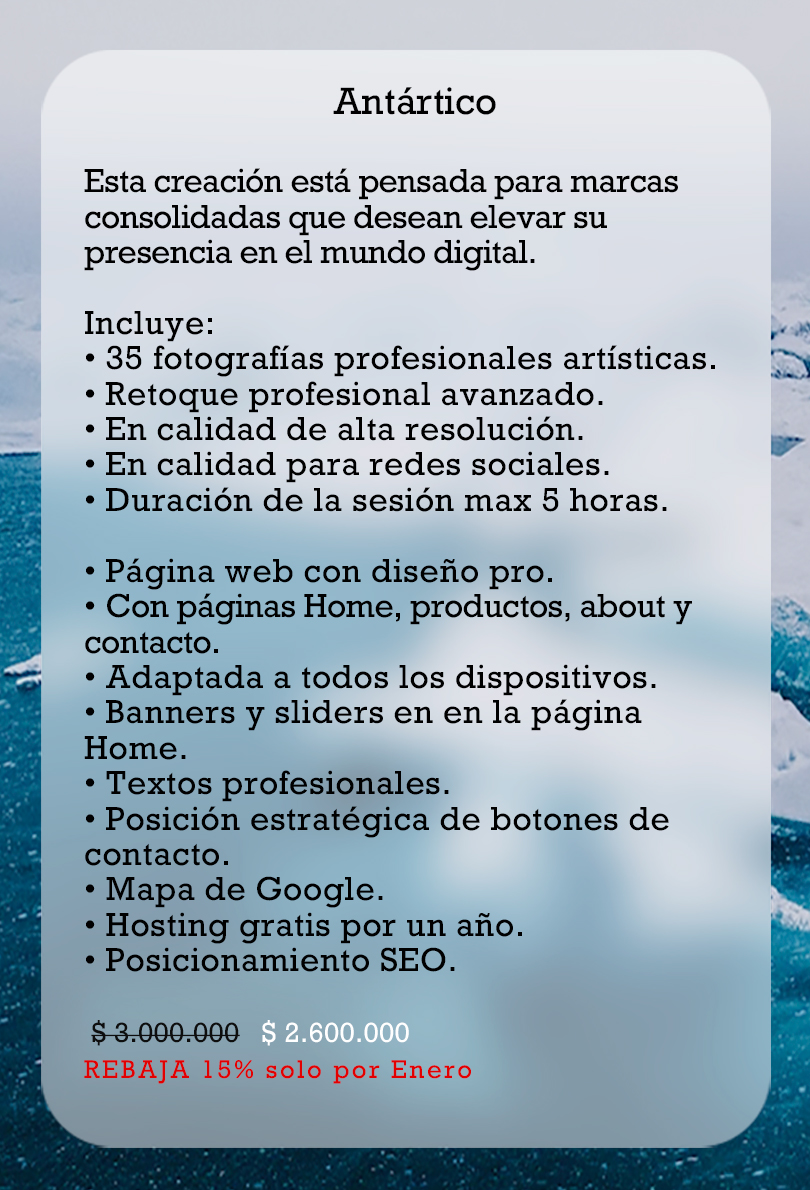 Antártico
Esta creación está pensada para marcas
consolidadas que desean elevar su
presencia en el mundo digital.
Incluye:
• 35 fotografías profesionales artísticas.
• Retoque profesional avanzado.
• En calidad de alta resolución.
• En calidad para redes sociales.
• Duración de la sesión max 5 horas.
• Página web con diseño pro.
• Con páginas Home, productos, about y
contacto.
• Adaptada a todos los dispositivos.
• Banners y sliders en en la página
Home.
• Textos profesionales.
• Posición estratégica de botones de
contacto.
• Mapa de Google.
• Hosting gratis por un año.
• Posicionamiento SEO.
$ 3.000.000 $ 2.600.000
REBAJA 15% solo por Enero